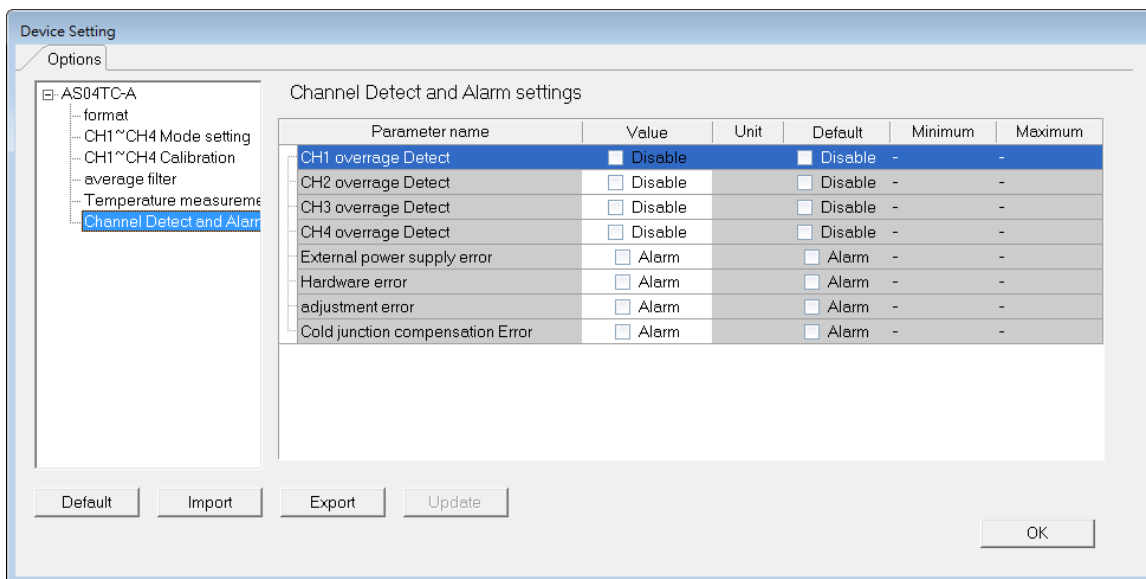 Device Setting
Options
AS04TC-A
format
CH1~CH4 Mode setting
CH1~CH4 Calibration
average filter
Temperature measureme
Channel Detect and Alarr
Channel Detect and Alarm settings
Parameter name Value Unit Default Minimum Maximum
CH1 overrage Detect Disable Disable - -
CH2 overrage Detect Disable Disable - -
CH3 overrage Detect Disable Disable - -
CH4 overrage Detect Disable Disable - -
External power supply error Alarm Alarm - -
Hardware error Alarm Alarm - -
adjustment error Alarm Alarm - -
Cold junction compensation Error Alarm Alarm - -
Default Import Export Update
OK